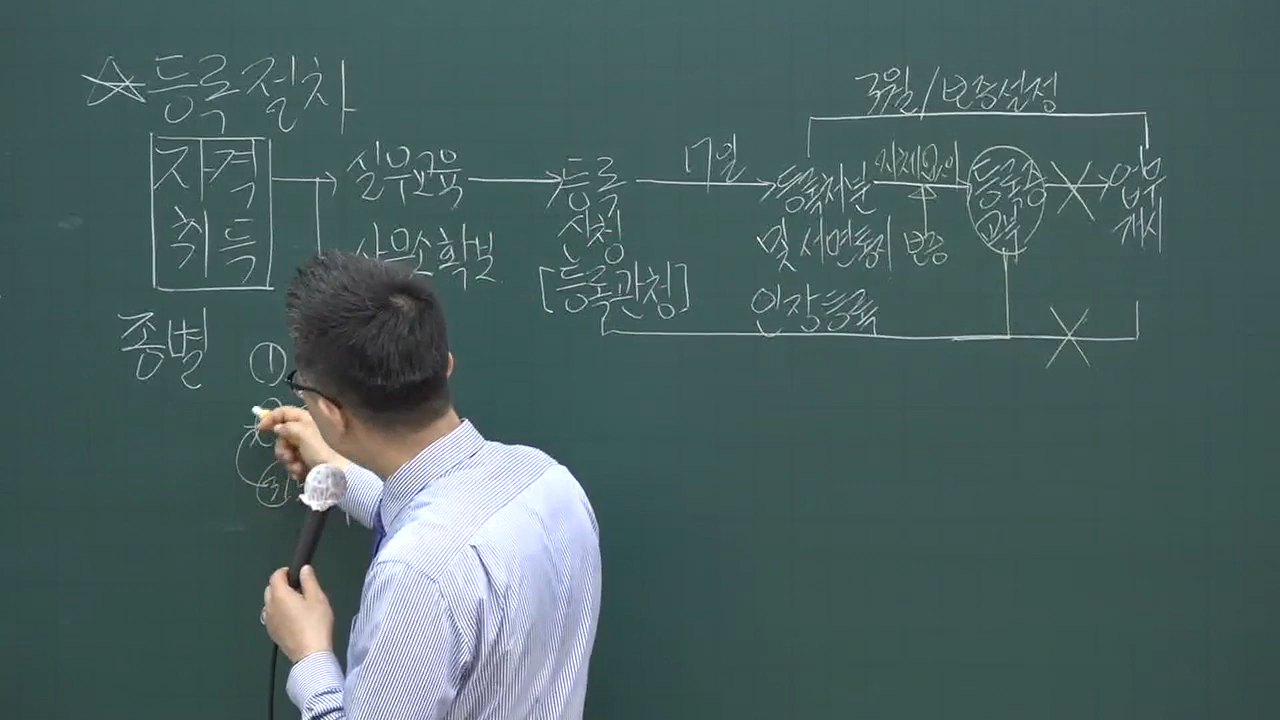 ☆등록절차
3월/보증설정
자격
취득
실무교육
사무소확보
등록
신청
[등록관청]
7일
등록처분
및 서면통지
인장등록
지체없이
보증
등록증
교부
업무
개시
종별
①
③